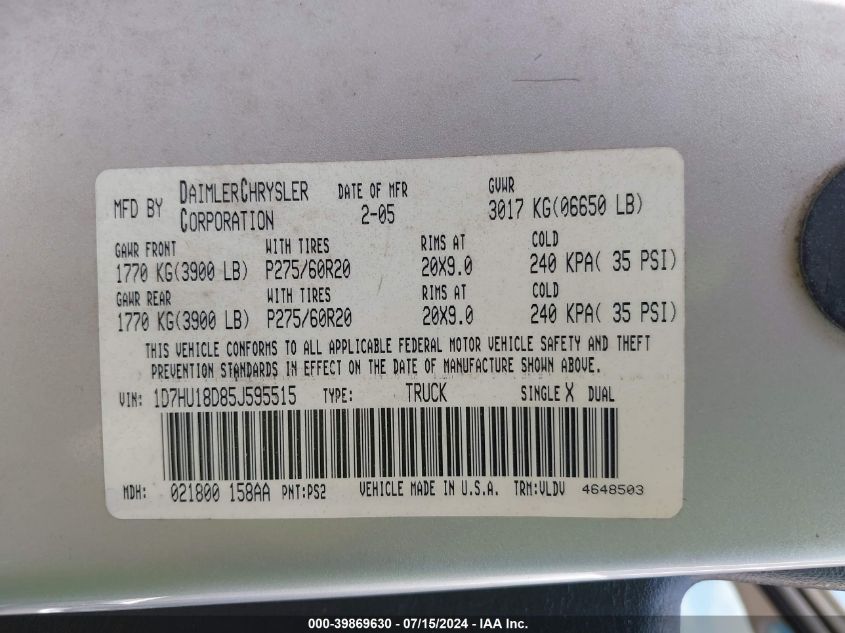 MFD BY DAIMLERCHRYSLER CORPORATION DATE OF MFR 2-05 GVWR 3017 KG(06650 LB)
GAWR FRONT WITH TIRES RIMS AT COLD
1770 KG(3900 LB) P275/60R20 20X9.0 240 KPA( 35 PSI)
GAWR REAR WITH TIRES RIMS AT COLD
1770 KG(3900 LB) P275/60R20 20X9.0 240 KPA( 35 PSI)
THIS VEHICLE CONFORMS TO ALL APPLICABLE FEDERAL MOTOR VEHICLE SAFETY AND THEFT
PREVENTION STANDARDS IN EFFECT ON THE DATE OF MANUFACTURE SHOWN ABOVE.
VIN: 1D7HU18D85J595515 TYPE: TRUCK SINGLE X DUAL
MDH: 021800 158AA PNT:PS2 VEHICLE MADE IN U.S.A. TRM:VLDV 4648503
000-39869630 - 07/15/2024 - IAA Inc.